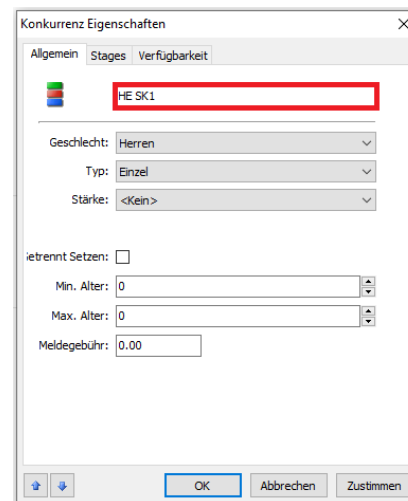 Konkurrenz Eigenschaften
Allgemein Stages Verfügbarkeit
HE SK1
Geschlecht: Herren
Typ: Einzel
Stärke: <Kein>
Setzen:
Min. Alter: 0
Max. Alter: 0
Meldegebühr: 0.00
OK Abbrechen Zustimmen